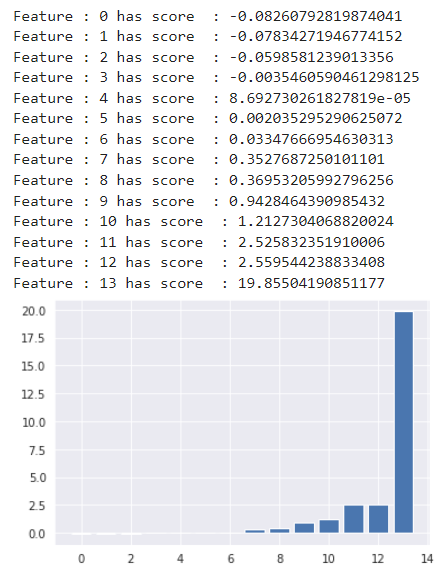 Feature : 0 has score  : -0.08260792819874041
Feature : 1 has score  : -0.07834271946774152
Feature : 2 has score  : -0.0598581239013356
Feature : 3 has score  : -0.0035460590461298125
Feature : 4 has score  : 8.692730261827819e-05
Feature : 5 has score  : 0.002035295290625072
Feature : 6 has score  : 0.03347666954630313
Feature : 7 has score  : 0.3527687250101101
Feature : 8 has score  : 0.36953205992796256
Feature : 9 has score  : 0.9428464390985432
Feature : 10 has score  : 1.2127304068820024
Feature : 11 has score  : 2.525832351910006
Feature : 12 has score  : 2.559544238833408
Feature : 13 has score  : 19.85504190851177
20.0
17.5
15.0
12.5
10.0
7.5
5.0
2.5
0.0
0 2 4 6 8 10 12 14